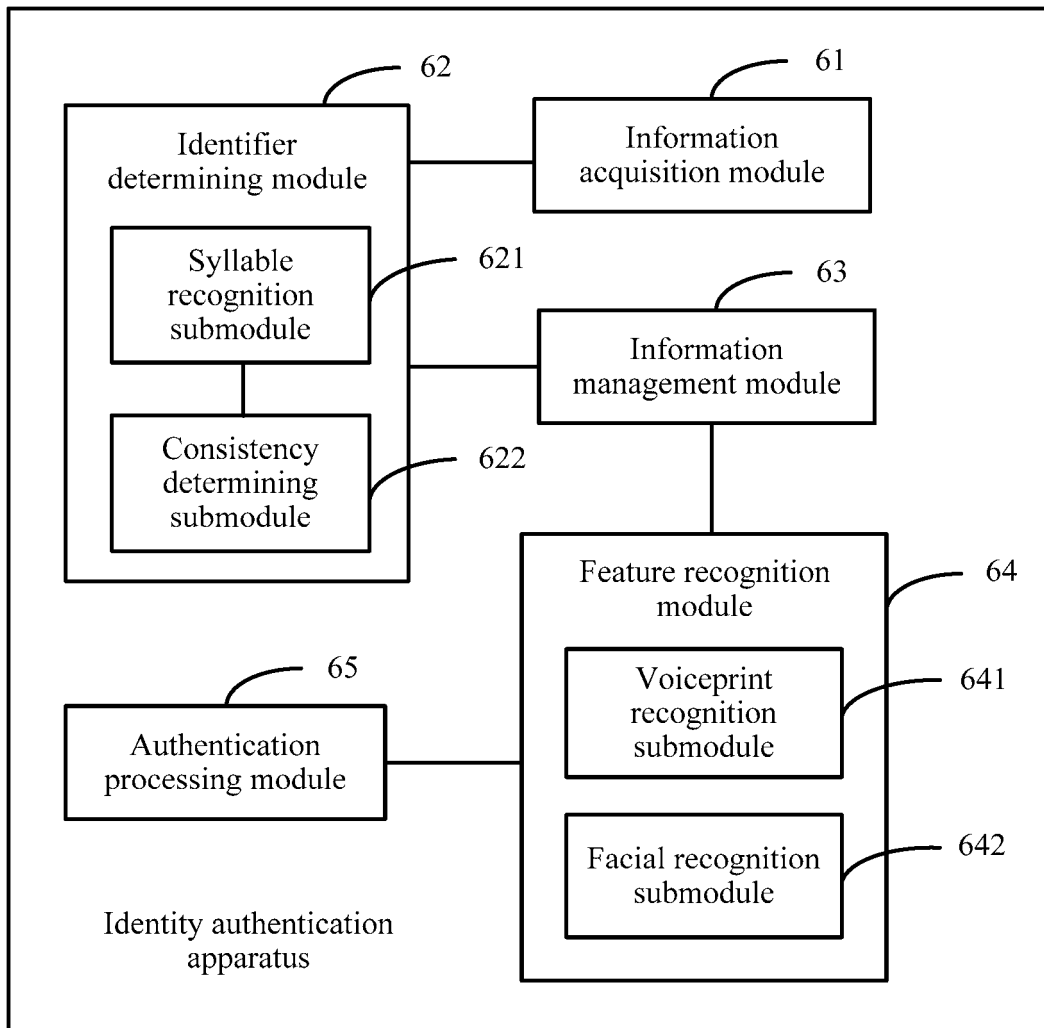 62
61
Identifier
determining module
Information
acquisition module
Syllable
recognition
submodule
621
63
Information
management module
Consistency
determining
submodule
622
Feature recognition
module
64
65
Voiceprint
recognition
submodule
641
Authentication
processing module
Facial recognition
submodule
642
Identity authentication
apparatus